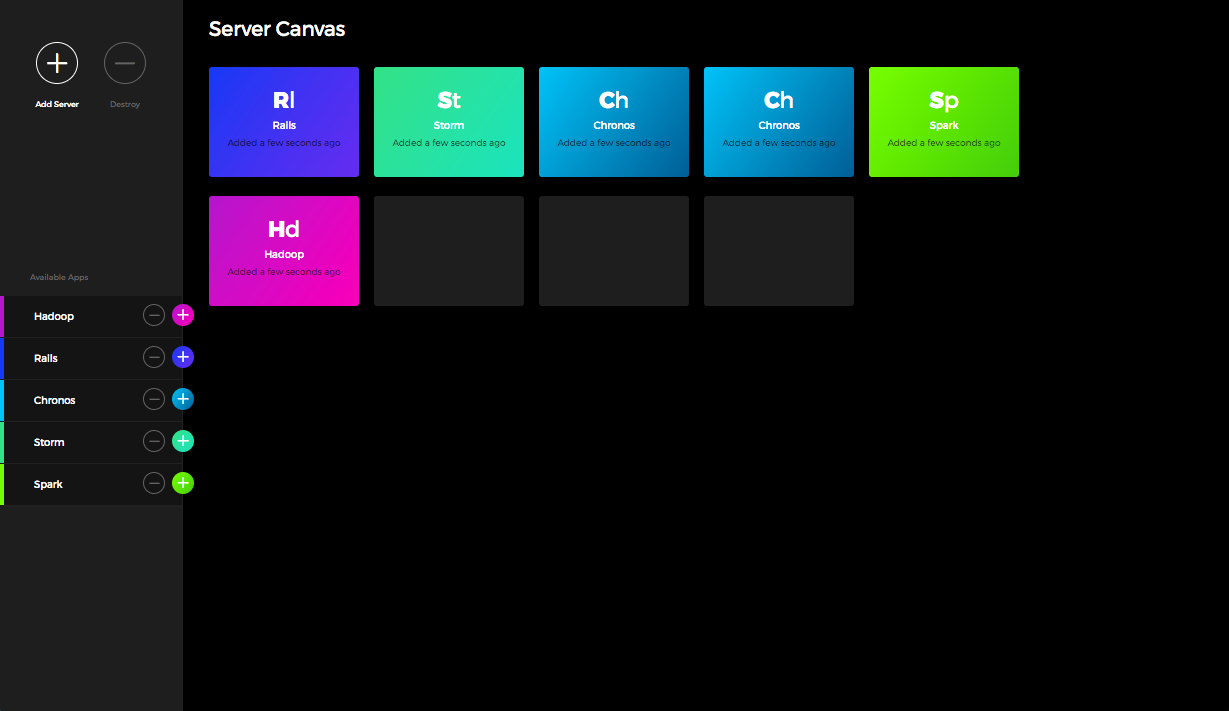 Server Canvas
Add Server
Destroy
Rl
Rails
Added a few seconds ago
St
Storm
Added a few seconds ago
Ch
Chronos
Added a few seconds ago
Ch
Chronos
Added a few seconds ago
Sp
Spark
Added a few seconds ago
Hd
Hadoop
Added a few seconds ago
Available Apps
Hadoop
Rails
Chronos
Storm
Spark